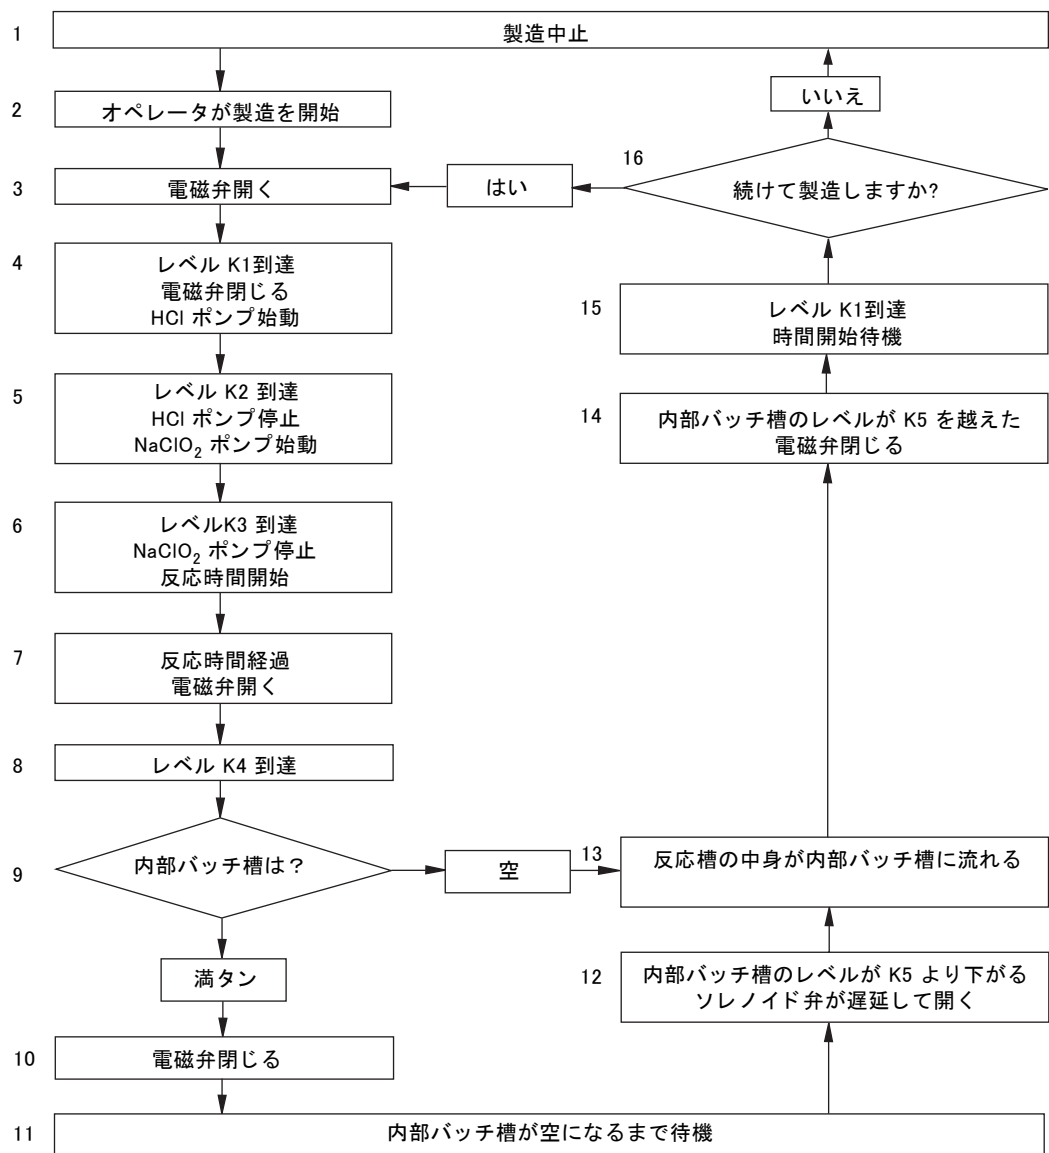 1
製造中止
2
オペレータが製造を開始
3
電磁弁開く
4
レベル K1到達
電磁弁閉じる
HCl ポンプ始動
5
レベル K2 到達
HCl ポンプ停止
NaClO₂ ポンプ始動
6
レベルK3 到達
NaClO₂ ポンプ停止
反応時間開始
7
反応時間経過
電磁弁開く
8
レベル K4 到達
9
内部バッチ槽は？
空
満タン
10
電磁弁閉じる
11
内部バッチ槽が空になるまで待機
12
内部バッチ槽のレベルが K5 より下がる
ソレノイド弁が遅延して開く
13
反応槽の中身が内部バッチ槽に流れる
14
内部バッチ槽のレベルが K5 を越えた
電磁弁閉じる
15
レベル K1到達
時間開始待機
16
続けて製造しますか?
はい
いいえ